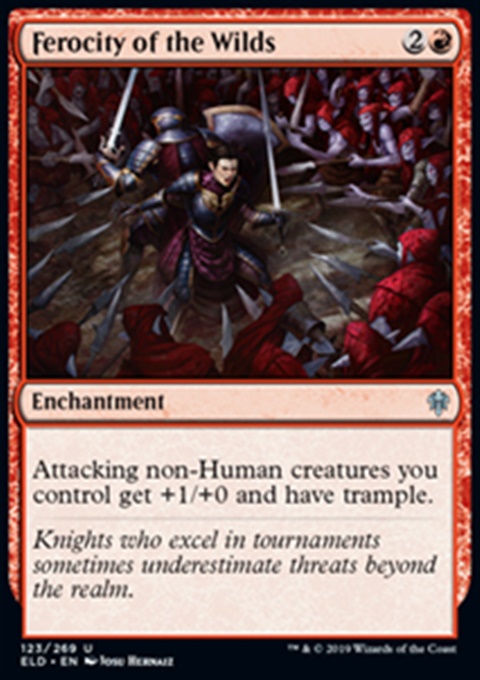 Ferocity of the Wilds 2
Enchantment
Attacking non-Human creatures you
control get +1/+0 and have trample.
Knights who excel in tournaments
sometimes underestimate threats beyond
the realm.
123/269 U
™ & © 2019 Wizards of the Coast
ELD • EN Josu Hernaiz